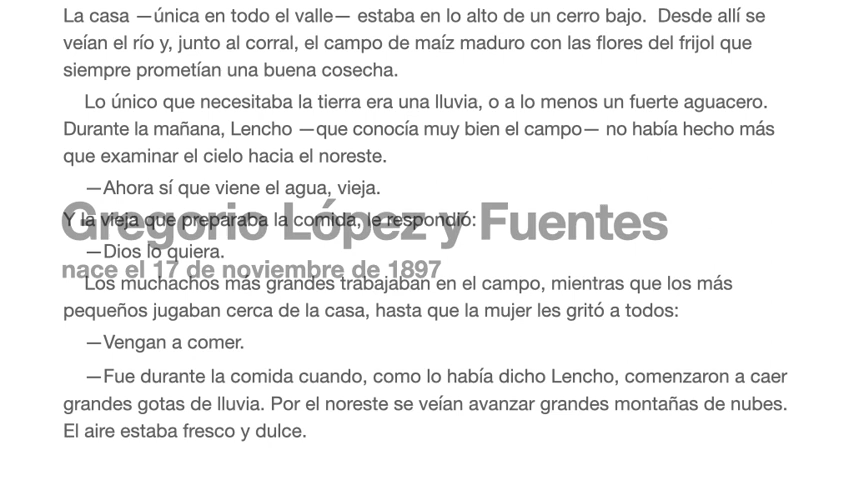 La casa —única en todo el valle— estaba en lo alto de un cerro bajo.  Desde allí se
veían el río y, junto al corral, el campo de maíz maduro con las flores del frijol que
siempre prometían una buena cosecha.
Lo único que necesitaba la tierra era una lluvia, o a lo menos un fuerte aguacero.
Durante la mañana, Lencho —que conocía muy bien el campo— no había hecho más
que examinar el cielo hacia el noreste.
—Ahora sí que viene el agua, vieja.
Y la vieja que preparaba la comida, le respondió:
Gregorio López y Fuentes
—Dios lo quiera.
nace el 17 de noviembre de 1897
Los muchachos más grandes trabajaban en el campo, mientras que los más
pequeños jugaban cerca de la casa, hasta que la mujer les gritó a todos:
—Vengan a comer.
—Fue durante la comida cuando, como lo había dicho Lencho, comenzaron a caer
grandes gotas de lluvia. Por el noreste se veían avanzar grandes montañas de nubes.
El aire estaba fresco y dulce.